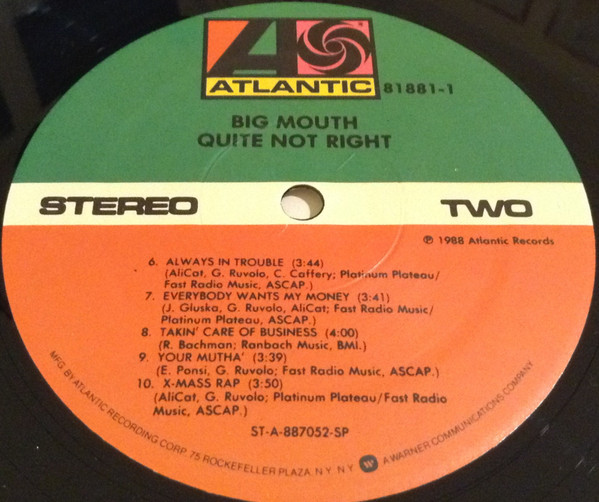 ATLANTIC
81881-1
BIG MOUTH
QUITE NOT RIGHT
STEREO
TWO
℗ 1988 Atlantic Records
6. ALWAYS IN TROUBLE (3:44)
(AliCat, G. Ruvolo, C. Caffery; Platinum Plateau/
Fast Radio Music, ASCAP.)
7. EVERYBODY WANTS MY MONEY (3:41)
(J. Gluska, G. Ruvolo, AliCat; Fast Radio Music/
Platinum Plateau, ASCAP.)
8. TAKIN' CARE OF BUSINESS (4:00)
(R. Bachman; Ranbach Music, BMI.)
9. YOUR MUTHA' (3:39)
(E. Ponsi, G. Ruvolo; Fast Radio Music, ASCAP.)
10. X-MASS RAP (3:50)
(AliCat, G. Ruvolo; Platinum Plateau/Fast Radio
Music, ASCAP.)
ST-A-887052-SP
MFG. BY ATLANTIC RECORDING CORP. 75 ROCKEFELLER PLAZA, N.Y. N.Y. W A WARNER COMMUNICATIONS COMPANY